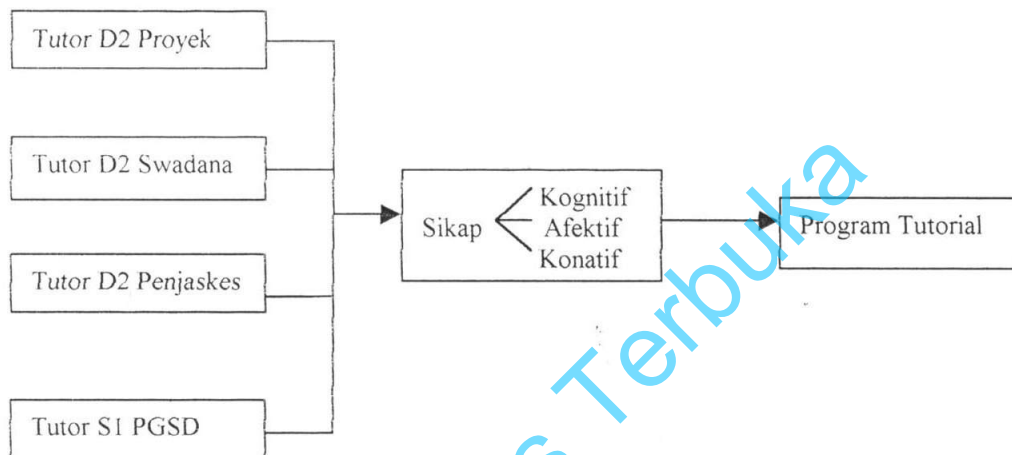 Tutor D2 Proyek
Tutor D2 Swadana
Tutor D2 Penjaskes
Tutor S1 PGSD
Sikap
Kognitif
Afektif
Konatif
Program Tutorial
s Terbuka